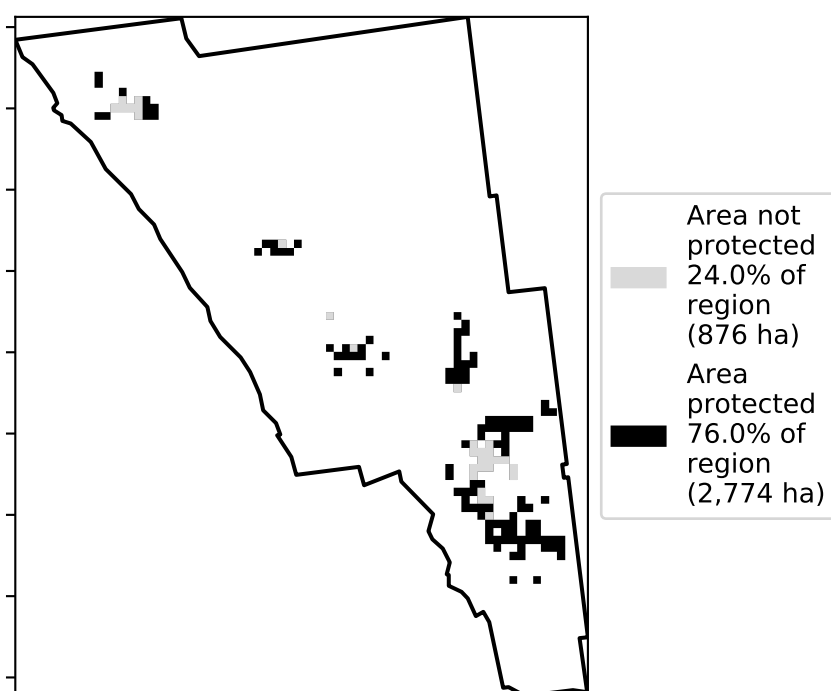 Area not
protected
24.0% of
region
(876 ha)
Area
protected
76.0% of
region
(2,774 ha)